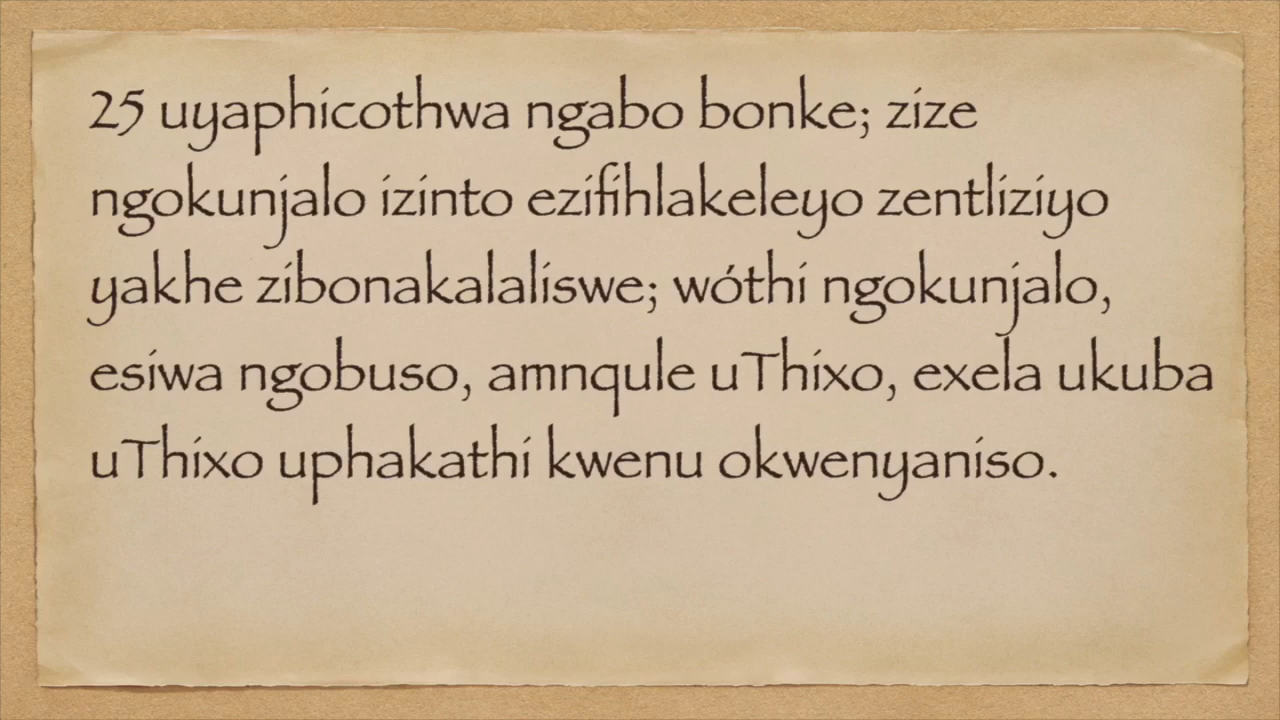 25 uyaphicothwa ngabo bonke; zize
ngokunjalo izinto ezifihlakeleyo zentliziyo
yakhe zibonakalaliswe; wóthi ngokunjalo,
esiwa ngobuso, amnqule uThixo, exela ukuba
uThixo uphakathi kwenu okwenyaniso.